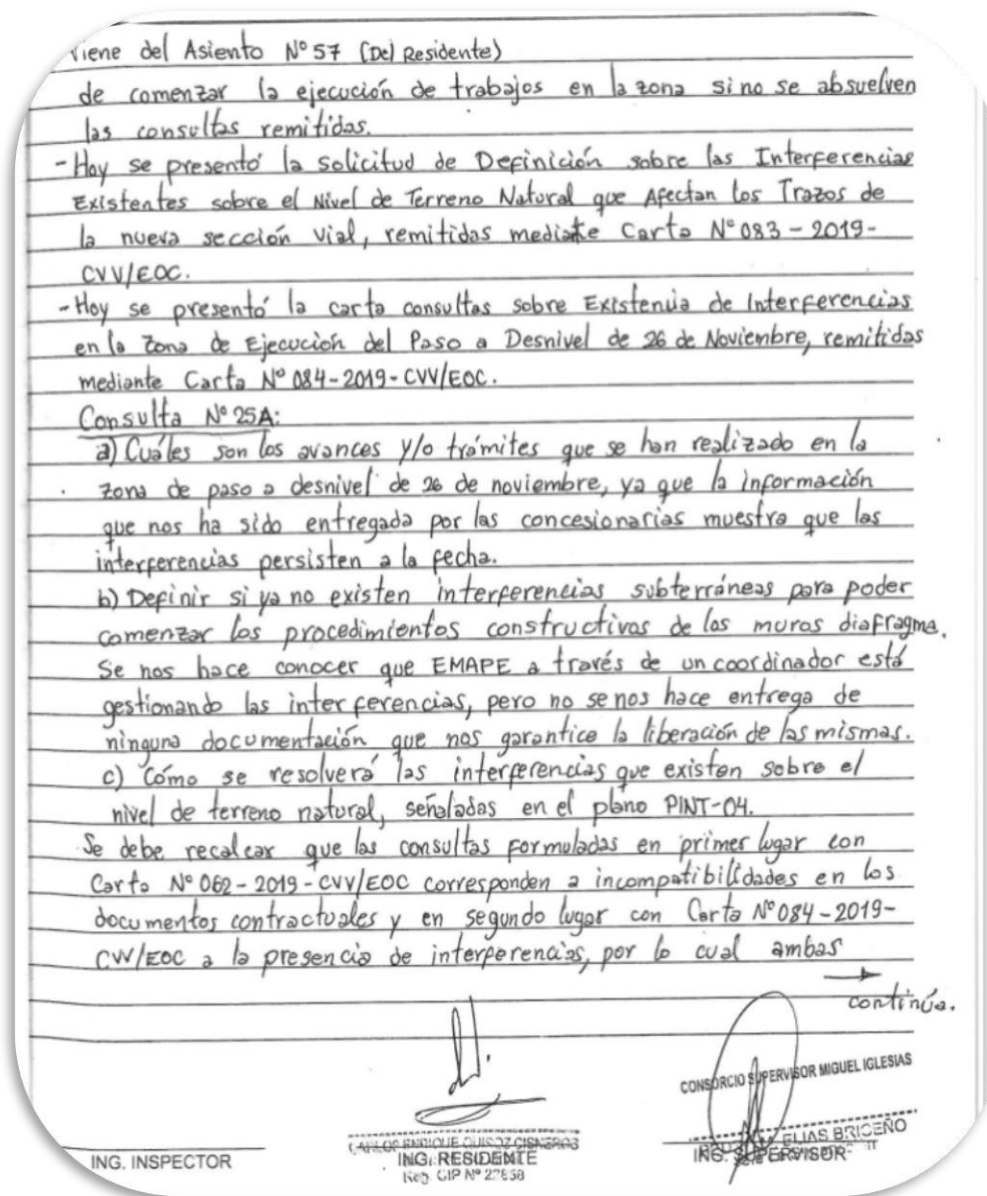 Viene del Asiento N° 57 (Del Residente)
de comenzar la ejecución de trabajos en la zona si no se absuelven
las consultas remitidas.
- Hoy se presentó la solicitud de Definición sobre las Interferencias
Existentes sobre el Nivel de Terreno Natural que Afectan los Trazos de
la nueva sección vial, remitidas mediate Carta N° 083-2019-
CVV/EOC.
- Hoy se presentó la carta consultas sobre Existencia de Interferencias
en la Zona de Ejecución del Paso a Desnivel de 26 de Noviembre, remitidas
mediante Carta N° 084-2019-CVV/EOC.
Consulta N° 25A:
a) Cuáles son los avances y/o trámites que se han realizado en la
zona de paso a desnivel de 26 de noviembre, ya que la información
que nos ha sido entregada por las concesionarias muestra que las
interferencias persisten a la fecha.
b) Definir si ya no existen interferencias subterráneas para poder
comenzar los procedimientos constructivos de los muros diafragma.
Se nos hace conocer que EMAPE a través de un coordinador está
gestionando las interferencias, pero no se nos hace entrega de
ninguna documentación que nos garantice la liberación de las mismas.
c) Cómo se resolverá las interferencias que existen sobre el
nivel de terreno natural, señaladas en el plano PINT-04.
Se debe recalcar que las consultas formuladas en primer lugar con
Carta N° 062-2019-CVV/EOC corresponden a incompatibilidades en los
documentos contractuales y en segundo lugar con Carta N° 084-2019-
CVV/EOC a la presencia de interferencias, por lo cual ambas
continúa.
CONSORCIO SUPERVISOR MIGUEL IGLESIAS
CARLOS ENRIQUE QUIROZ CISNEROS
ELIAS BRICEÑO
ING. INSPECTOR
ING. RESIDENTE
ING. SUPERVISOR
Reg. CIP Nº